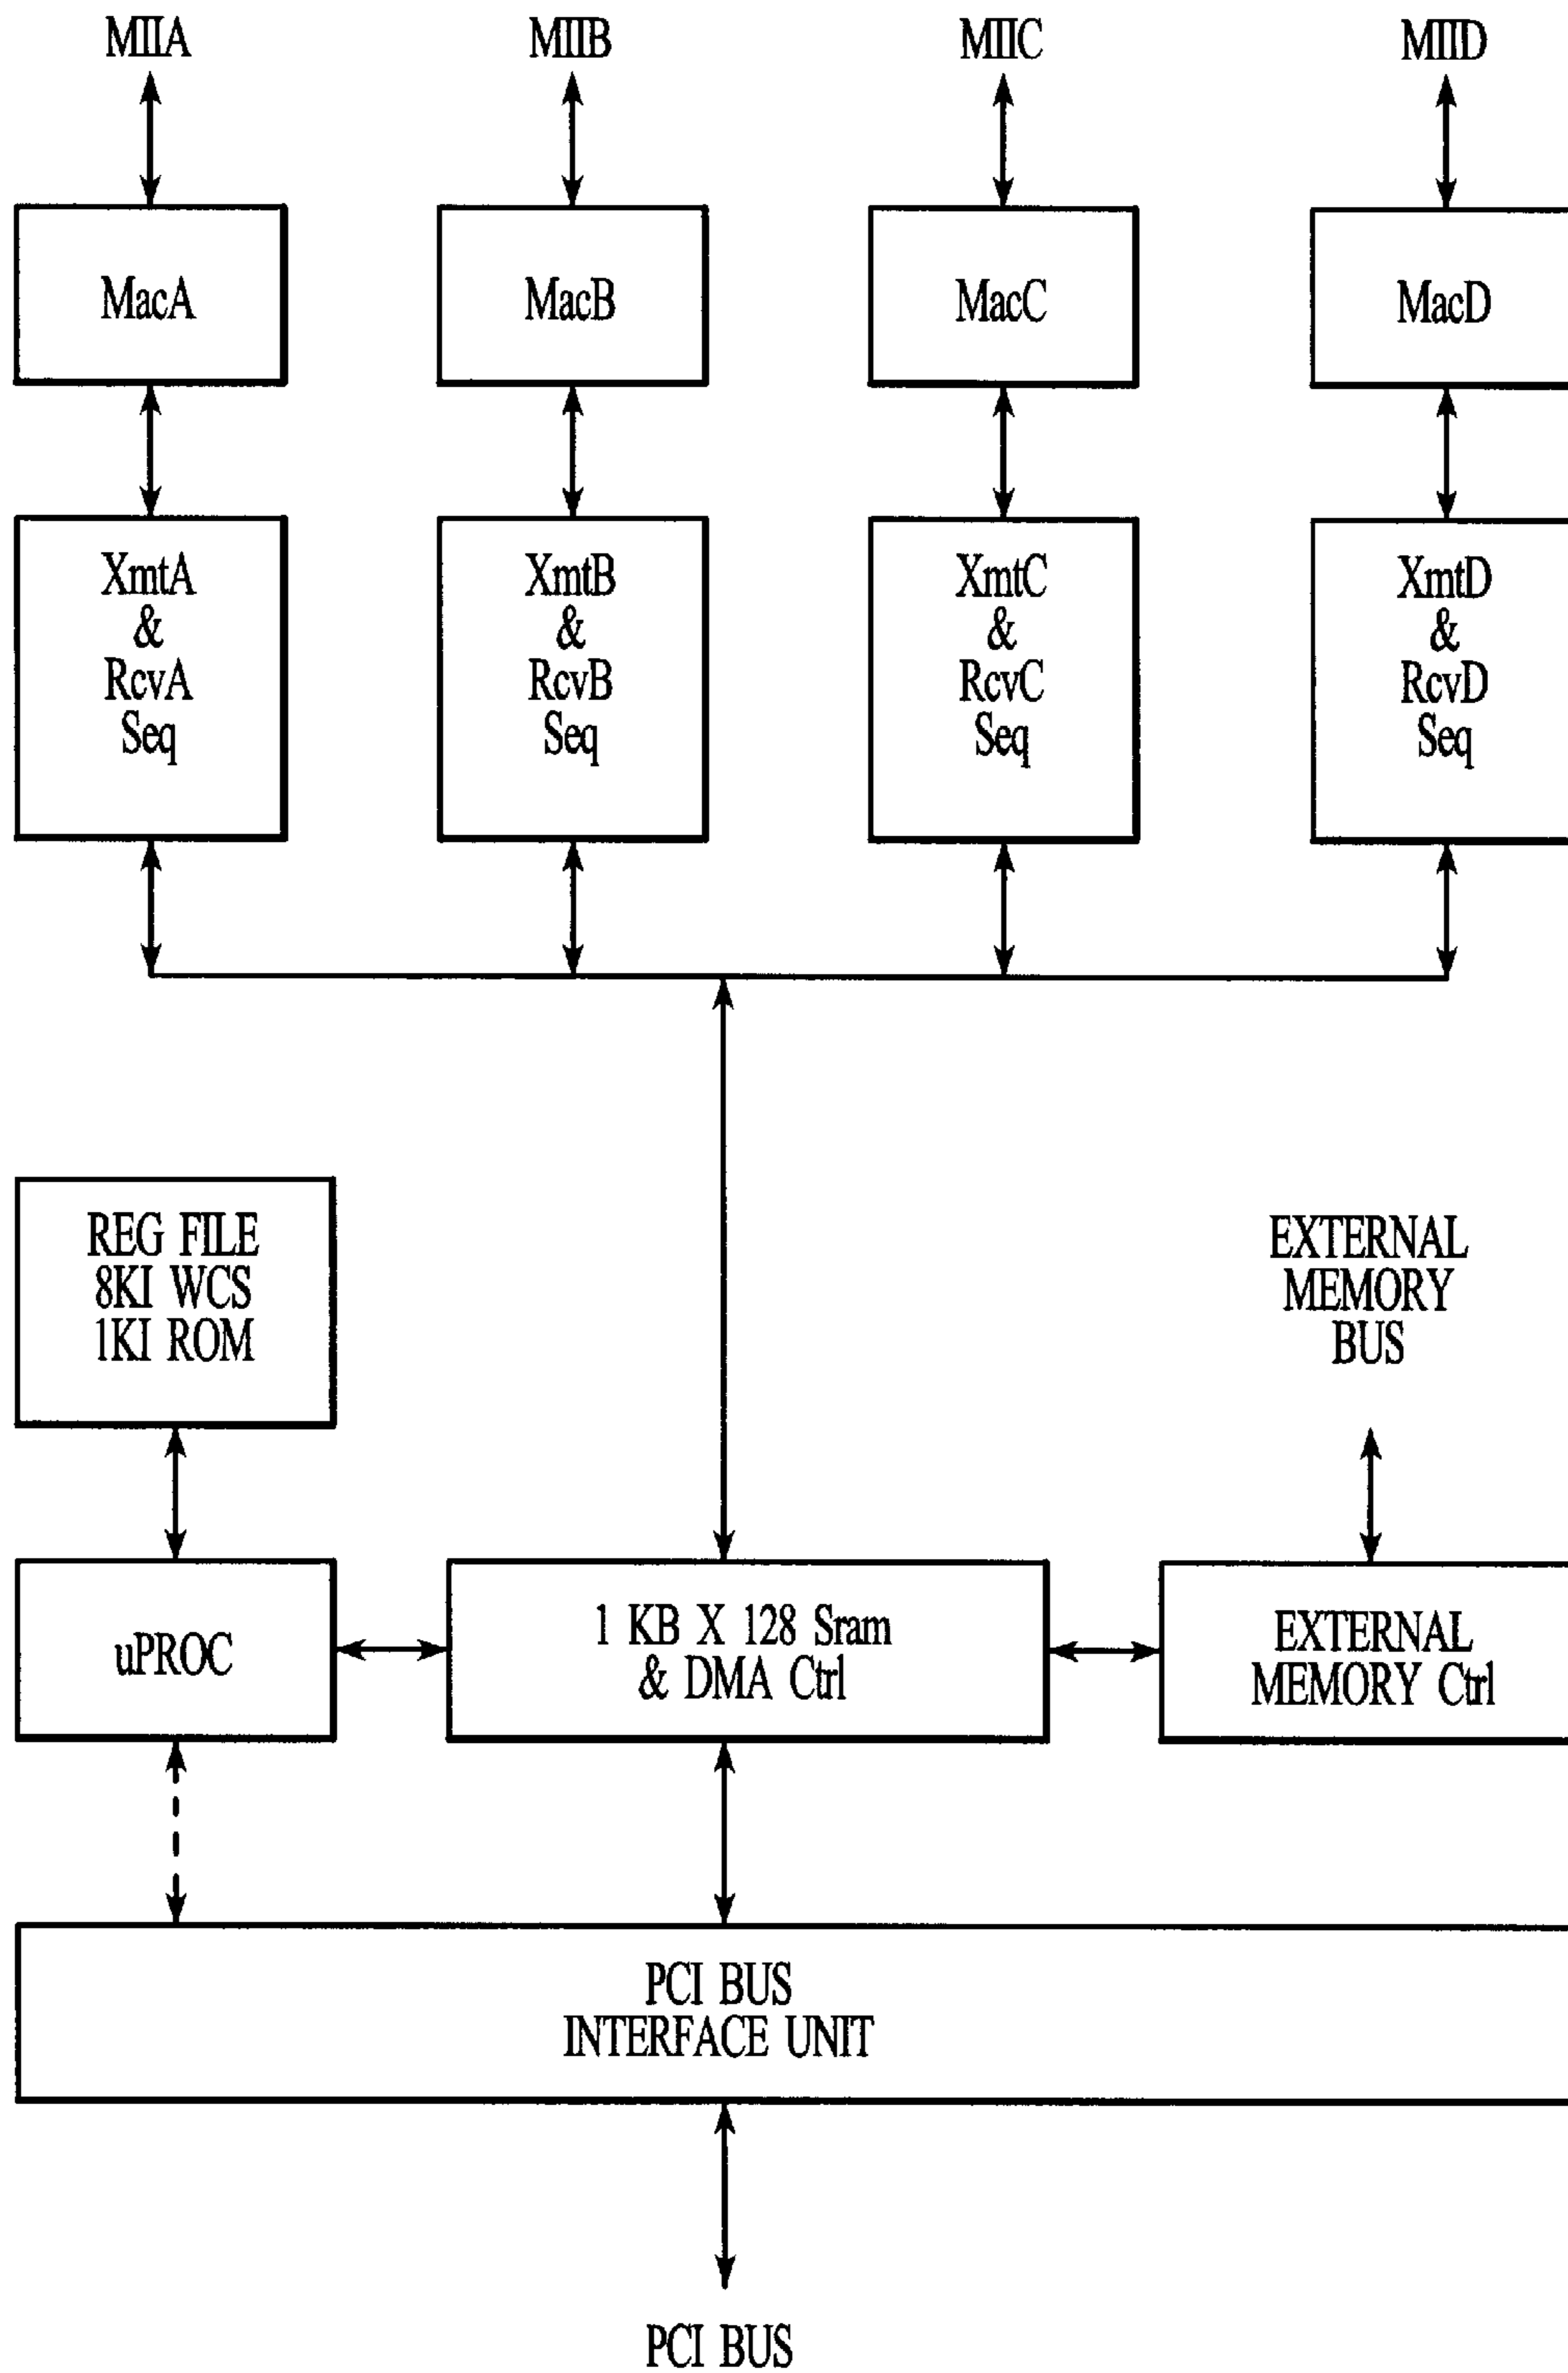 MIIA
MIIB
MIIC
MIID
MacA
MacB
MacC
MacD
XmtA
&
RcvA
Seq
XmtB
&
RcvB
Seq
XmtC
&
RcvC
Seq
XmtD
&
RcvD
Seq
REG FILE
8KI WCS
1KI ROM
EXTERNAL
MEMORY
BUS
uPROC
1 KB X 128 Sram
& DMA Ctrl
EXTERNAL
MEMORY Ctrl
PCI BUS
INTERFACE UNIT
PCI BUS